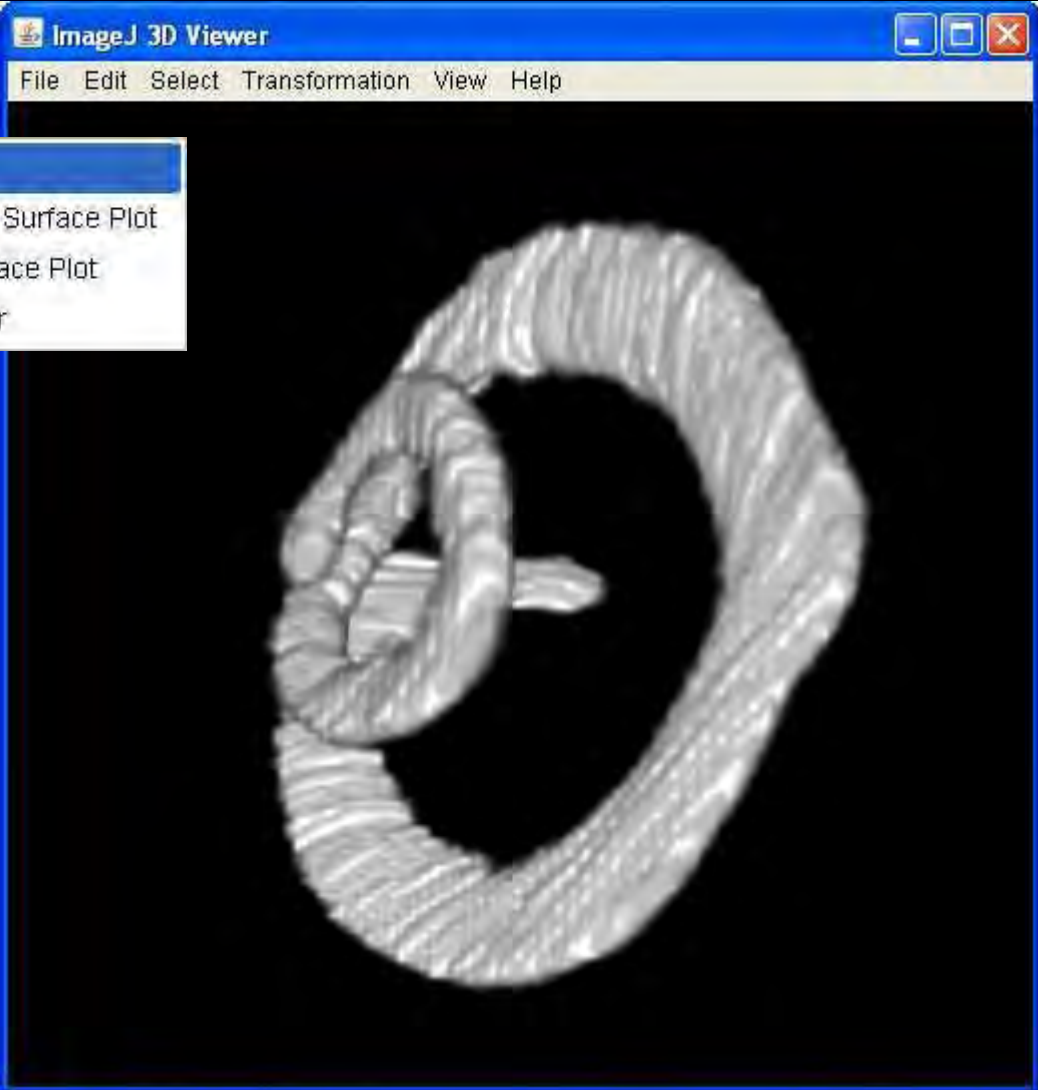 ImageJ 3D Viewer
File Edit Select Transformation View Help
Surface Plot
ace Plot
r